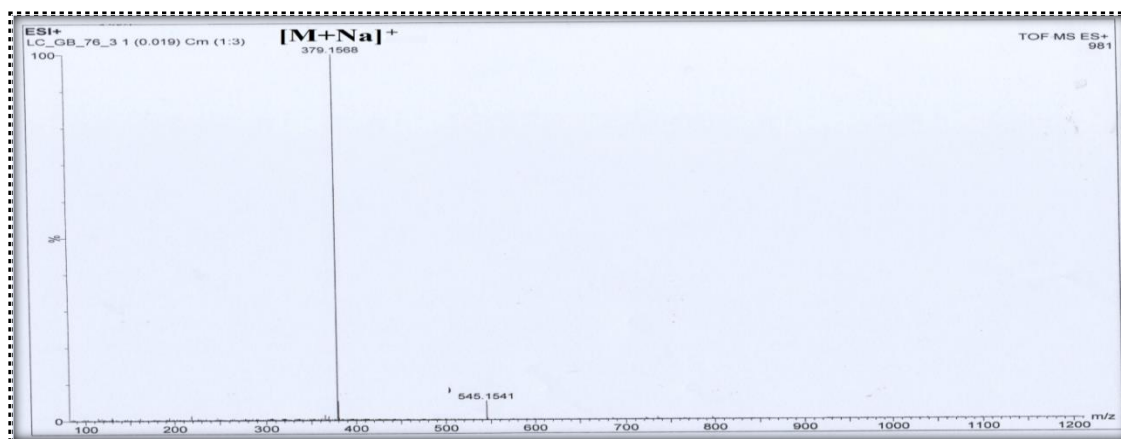 ESI+
LC_GB_76_3 1 (0.019) Cm (1:3)
[M+Na]+
379.1568
TOF MS ES+
981
100
%
545.1541
0
100 200 300 400 500 600 700 800 900 1000 1100 1200 m/z